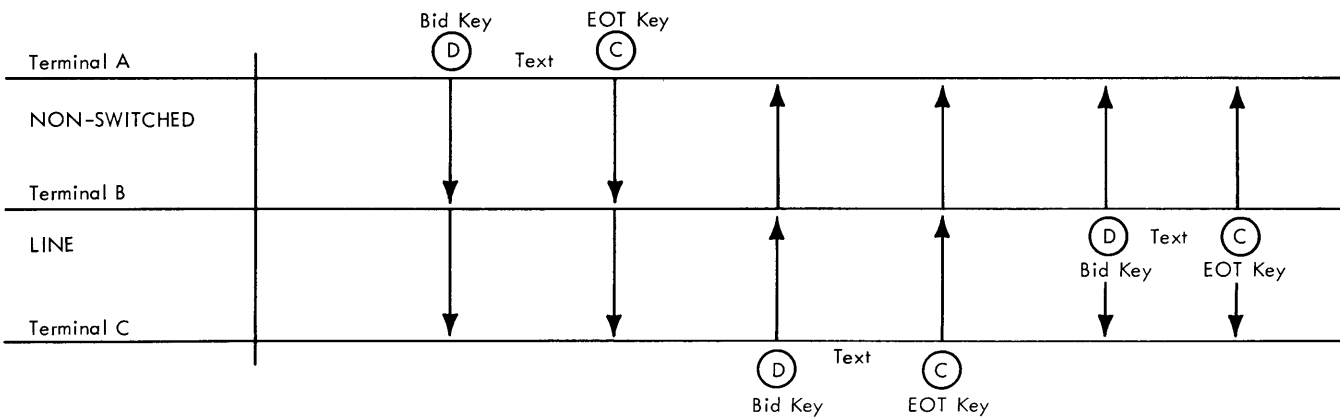 Bid Key EOT Key
D C
Terminal A Text
NON-SWITCHED
Terminal B
D Text C
LINE
Bid Key EOT Key
Terminal C
Text
D C
Bid Key EOT Key